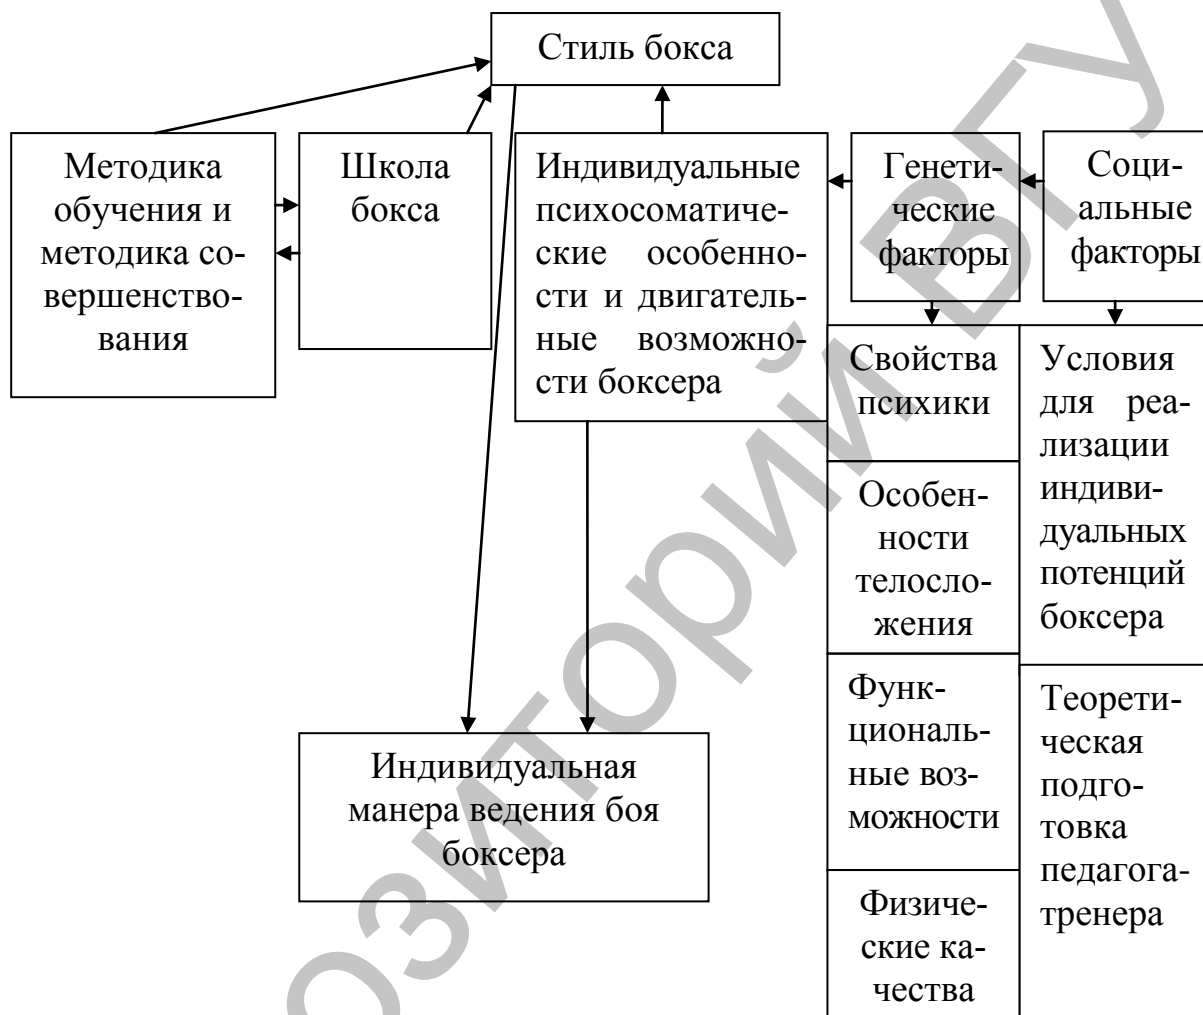 Стиль бокса
Методика
обучения и
методика со-
вершенство-
вания
Школа
бокса
Индивидуальные
психосоматиче-
ские особенно-
сти и двигатель-
ные возможно-
сти боксера
Генети-
ческие
факторы
Соци-
альные
факторы
Свойства
психики
Особен-
ности
телосло-
жения
Функ-
циональ-
ные воз-
можности
Физиче-
ские ка-
чества
Условия
для реа-
лизации
индиви-
дуальных
потенций
боксера
Теорети-
ческая
подго-
товка
педагога-
тренера
Индивидуальная
манера ведения боя
боксера
озиторий ВГУ